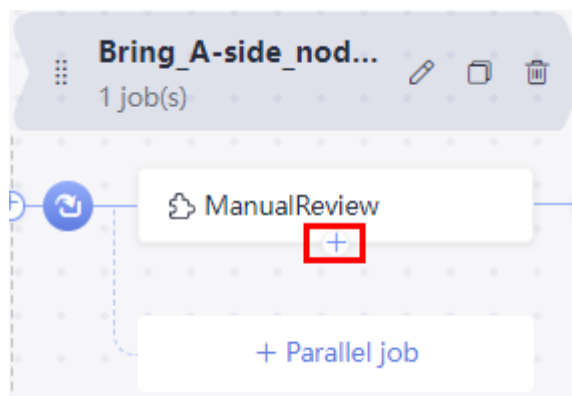 Bring_A-side_nod...
1 job(s)
ManualReview
+
+ Parallel job